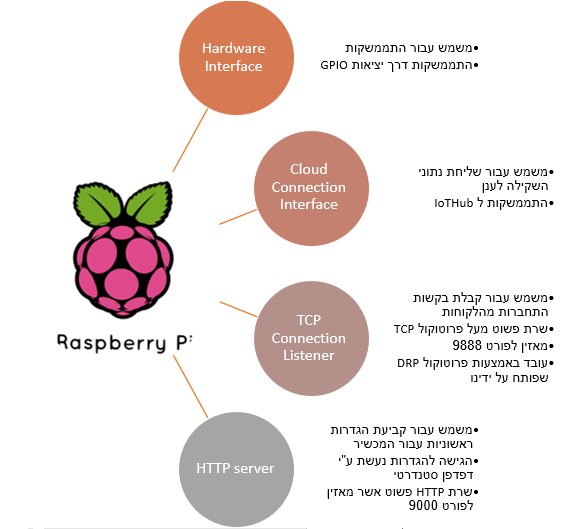 Hardware
Interface
•משמש עבור התממשקות
•התממשקות דרך יציאות GPIO
Cloud
Connection
Interface
•משמש עבור שליחת נתוני
השקילה לענן
•התממשקות ל IoTHub
Raspberry Pi
TCP
Connection
Listener
•משמש עבור קבלת בקשות
התחברות מהלקוחות
•שרת פשוט מעל פרוטוקול TCP
•מאזין לפורט 9888
•עובד באמצעות פרוטוקול DRP
שפותח על ידינו
HTTP server
•משמש עבור קביעת הגדרות
ראשוניות עבור המכשיר
•הגישה להגדרות נעשת ע"י
דפדפן סטנדרטי
•שרת HTTP פשוט אשר מאזין
לפורט 9000